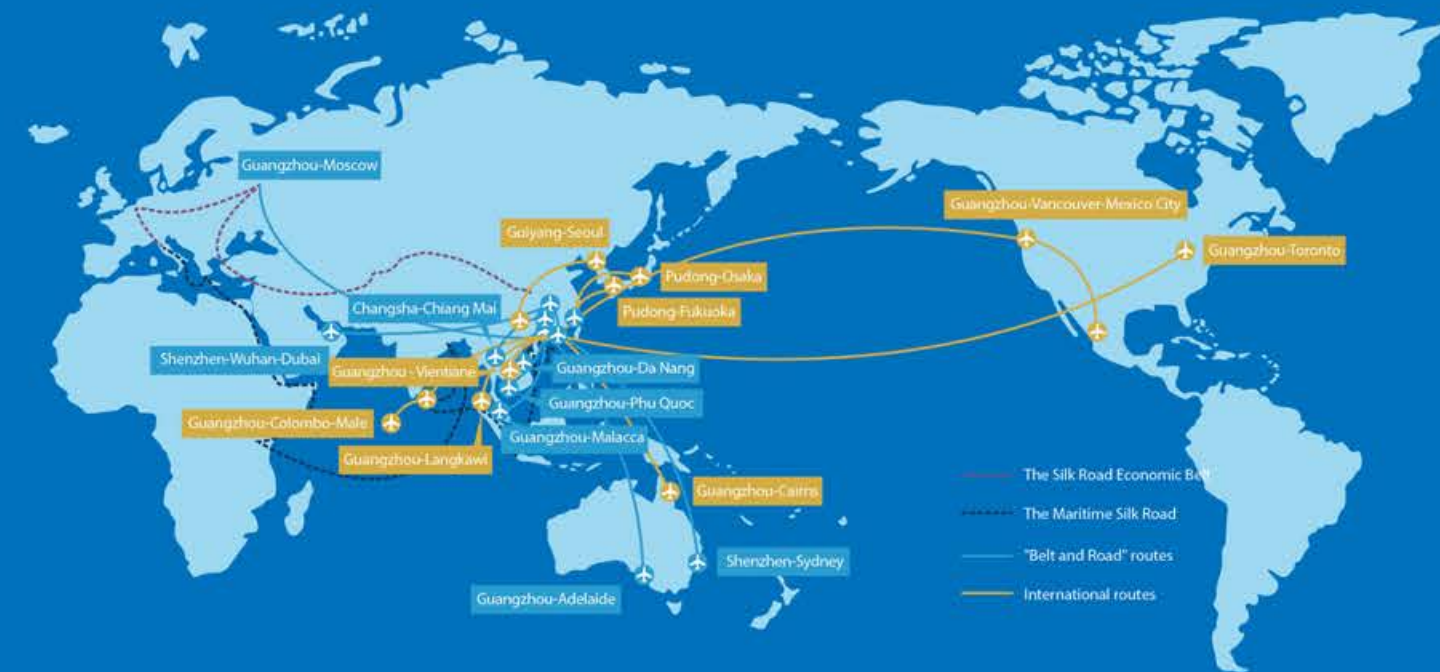 Guangzhou-Moscow
Guangzhou-Vancouver-Mexico City
Guiyang-Seoul
Guangzhou-Toronto
Pudong-Osaka
Changsha-Chiang Mai
Pudong-Fukuoka
Shenzhen-Wuhan-Dubai
Guangzhou - Vientiane
Guangzhou-Da Nang
Guangzhou-Phu Quoc
Guangzhou-Colombo-Male
Guangzhou-Malacca
Guangzhou-Langkawi
Guangzhou-Cairns
Shenzhen-Sydney
Guangzhou-Adelaide
The Silk Road Economic Belt
The Maritime Silk Road
"Belt and Road" routes
International routes